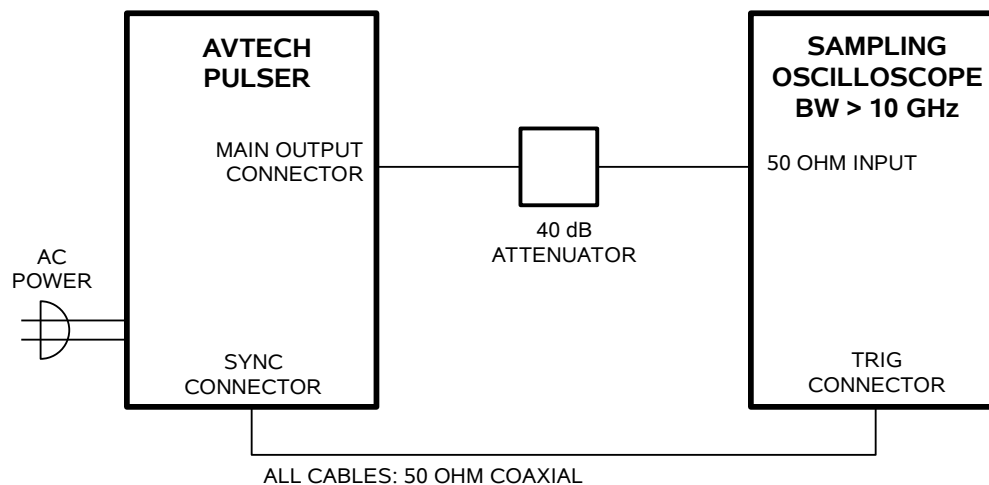 AVTECH
PULSER
SAMPLING
OSCILLOSCOPE
BW > 10 GHz
MAIN OUTPUT
CONNECTOR
50 OHM INPUT
40 dB
ATTENUATOR
AC
POWER
SYNC
CONNECTOR
TRIG
CONNECTOR
ALL CABLES: 50 OHM COAXIAL